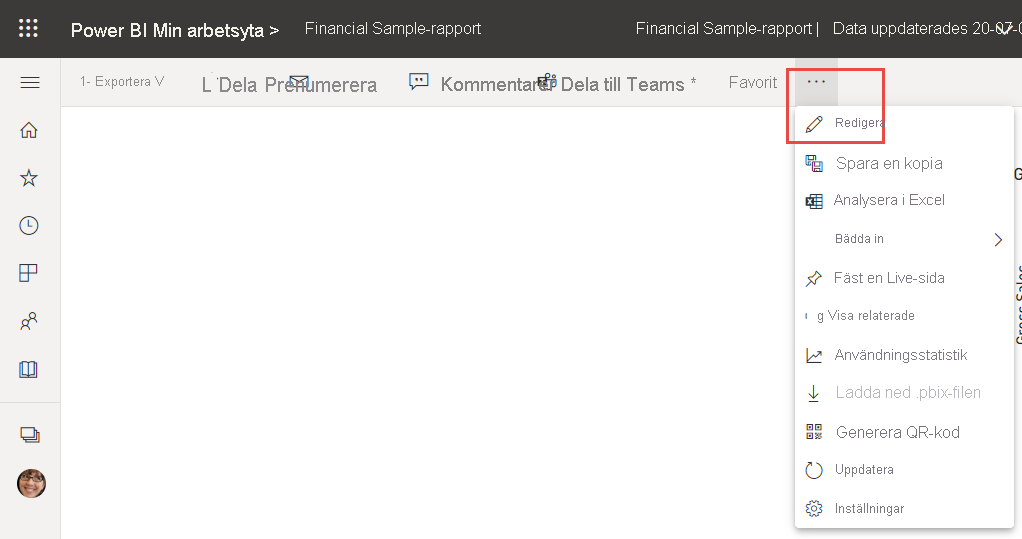 Power BI Min arbetsyta > Financial Sample-rapport Financial Sample-rapport | Data uppdaterades 20-07-0
1- Exportera V L Dela Prenumerera Kommentarer Dela till Teams * Favorit ...
Redigera
Spara en kopia
Analysera i Excel
Bädda in
Fäst en Live-sida
g Visa relaterade
Användningsstatistik
Ladda ned .pbix-filen
Generera QR-kod
Uppdatera
Inställningar
G
Gross Sales